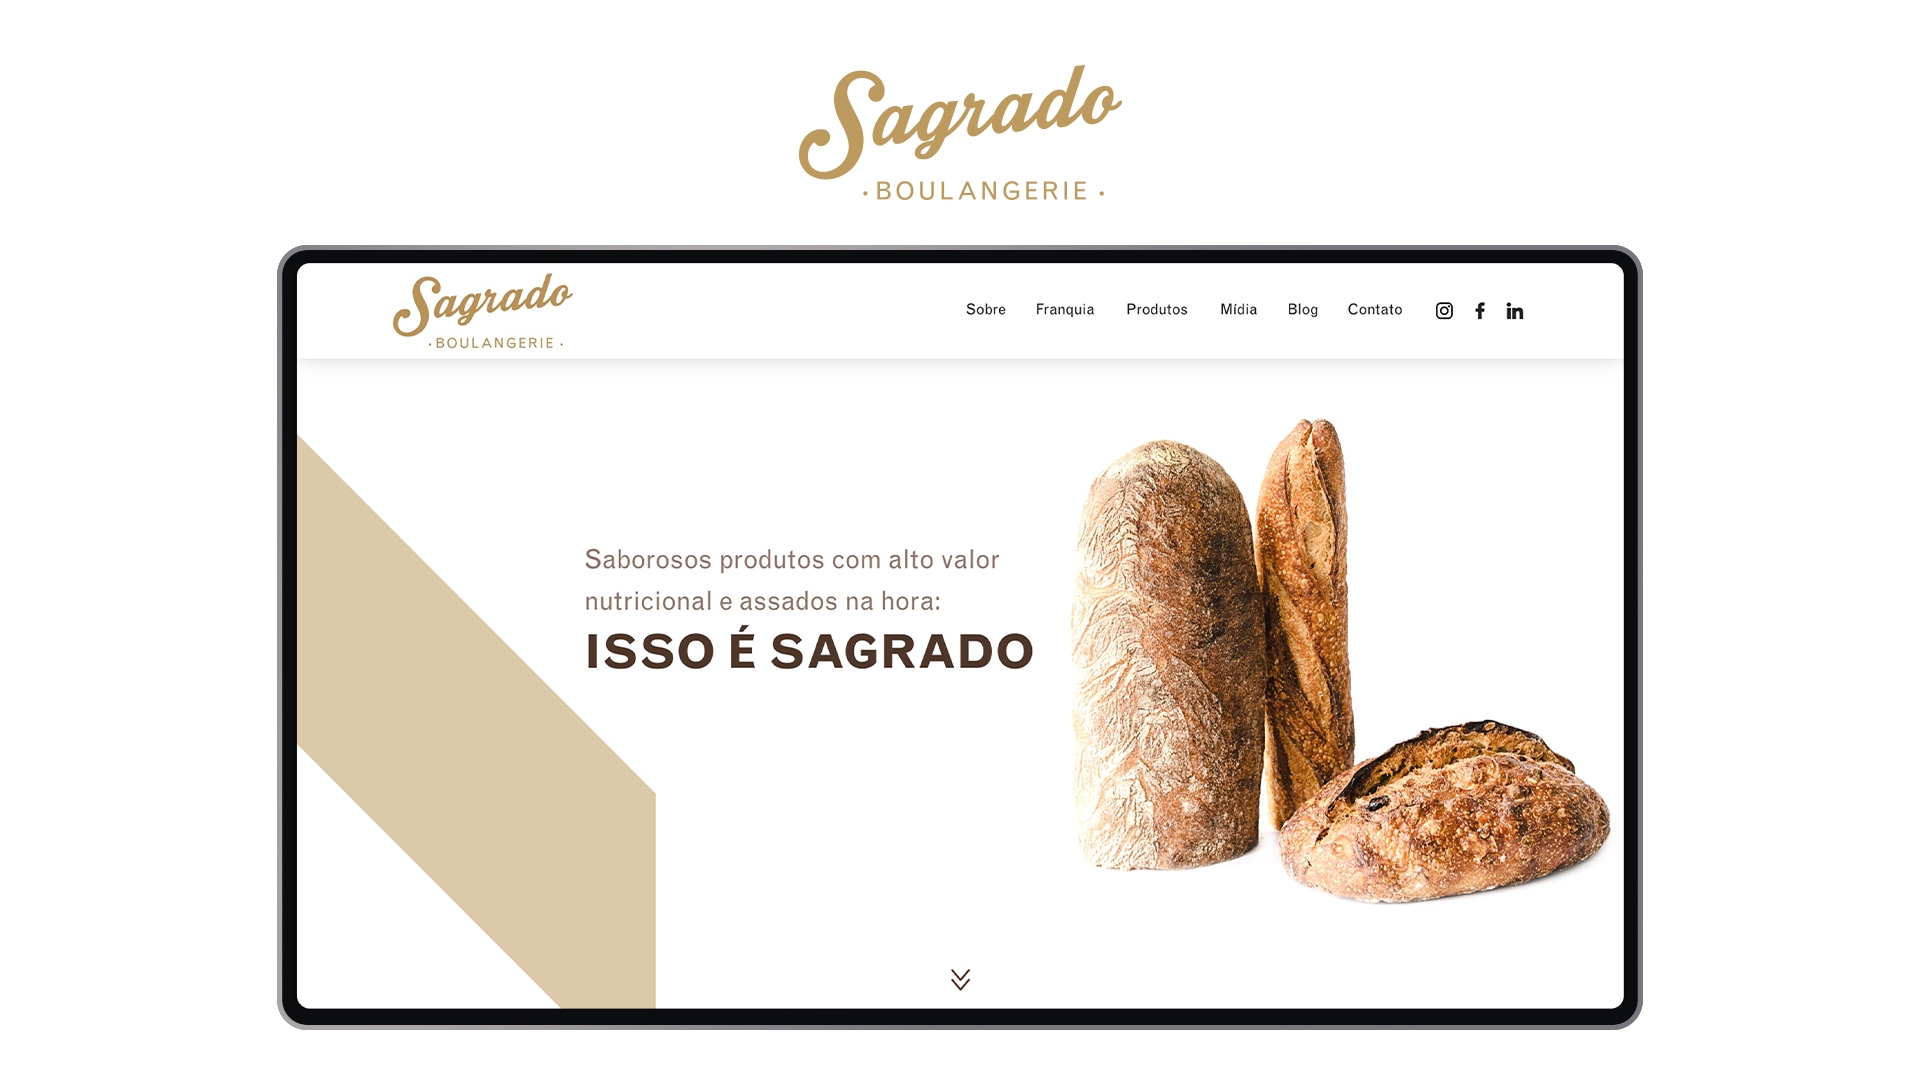 Sagrado
· BOULANGERIE ·
Sagrado
· BOULANGERIE ·
Sobre Franquia Produtos Mídia Blog Contato
Saborosos produtos com alto valor
nutricional e assados na hora:
ISSO É SAGRADO